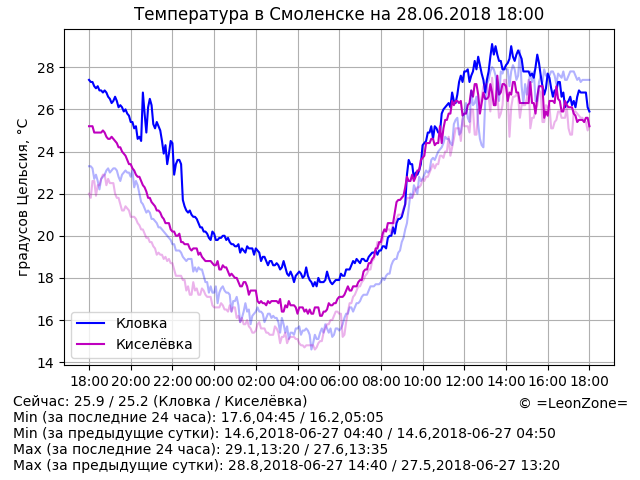 Температура в Смоленске на 28.06.2018 18:00
градусов Цельсия, °C
28
26
24
22
20
18
16
14
Кловка
Киселёвка
18:00 20:00 22:00 00:00 02:00 04:00 06:00 08:00 10:00 12:00 14:00 16:00 18:00
Сейчас: 25.9 / 25.2 (Кловка / Киселёвка)
© =LeonZone=
Min (за последние 24 часа): 17.6,04:45 / 16.2,05:05
Min (за предыдущие сутки): 14.6,2018-06-27 04:40 / 14.6,2018-06-27 04:50
Max (за последние 24 часа): 29.1,13:20 / 27.6,13:35
Max (за предыдущие сутки): 28.8,2018-06-27 14:40 / 27.5,2018-06-27 13:20